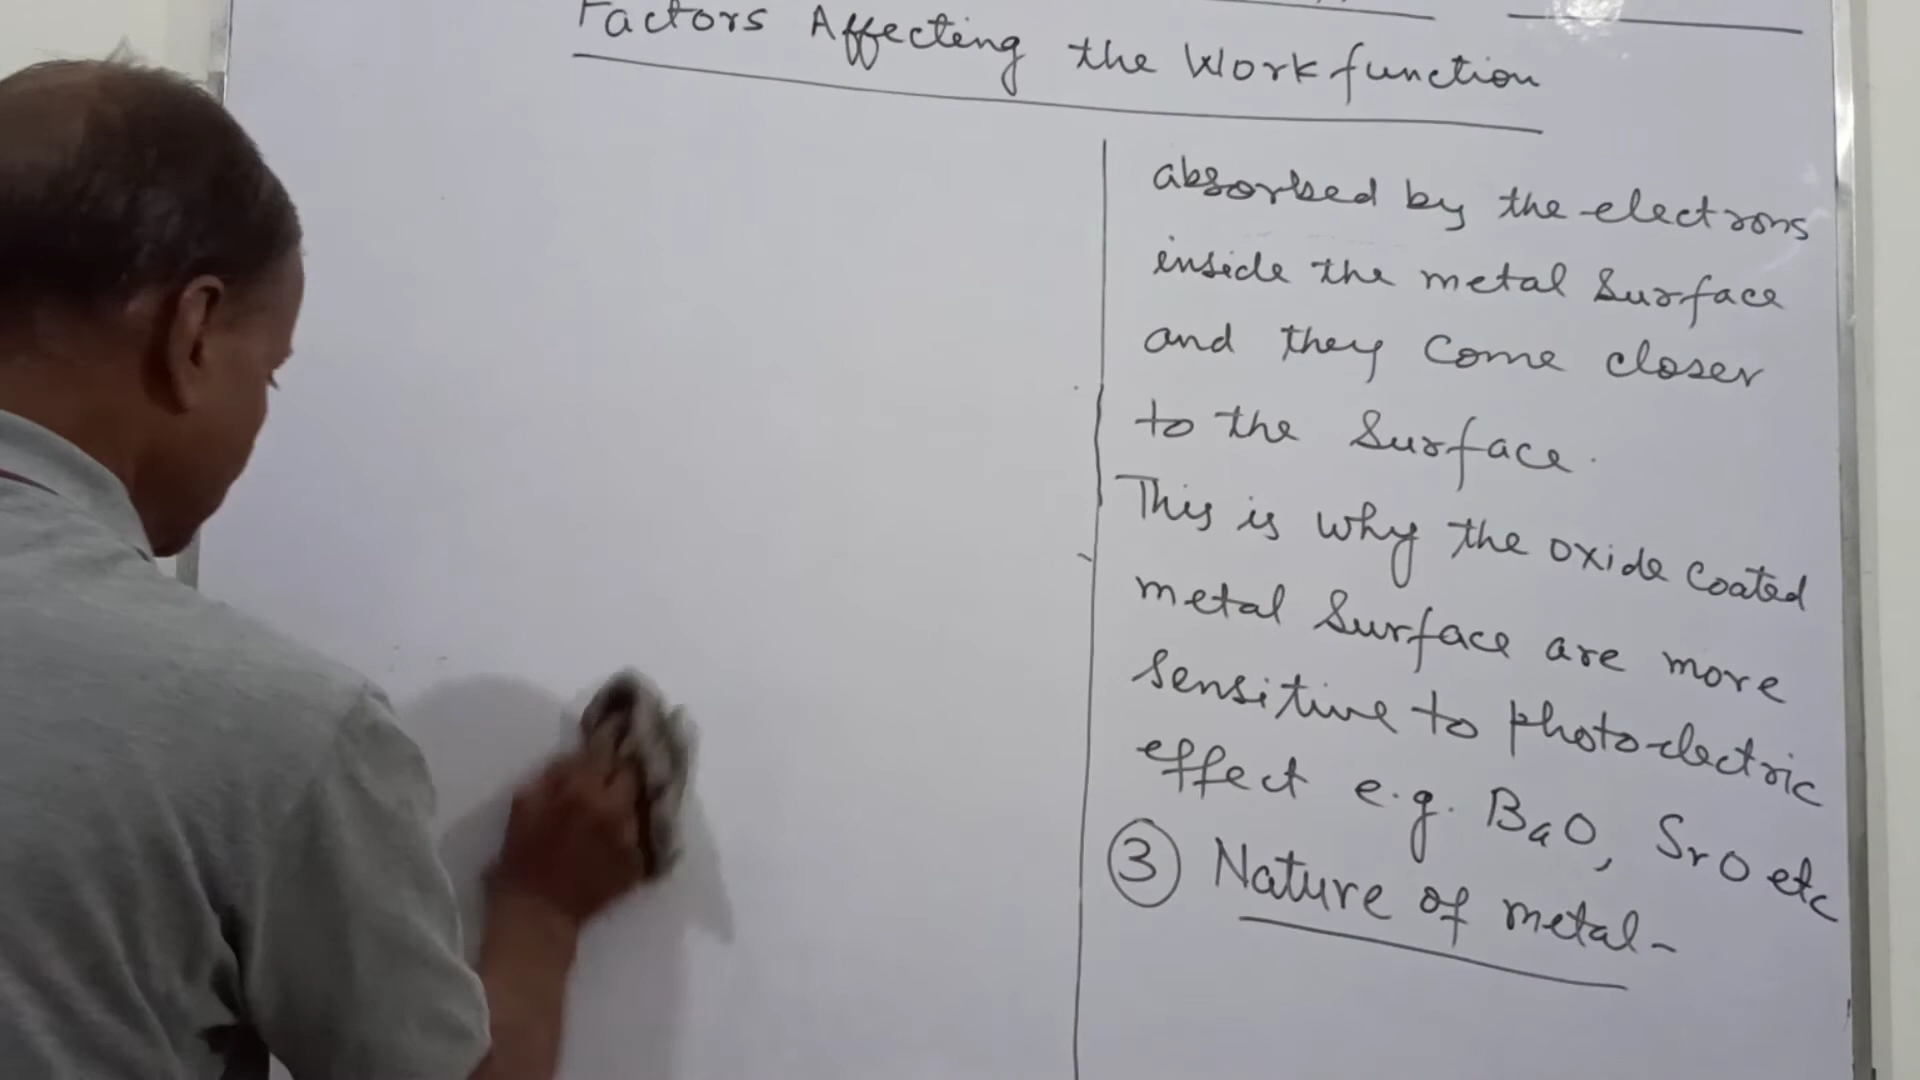 Factors Affecting the Work function
absorbed by the electrons
inside the metal Surface
and they Come closer
to the Surface.
This is why the oxide coated
metal Surface are more
sensitive to photo-electric
effect e.g. BaO, SrO etc
③ Nature of metal-